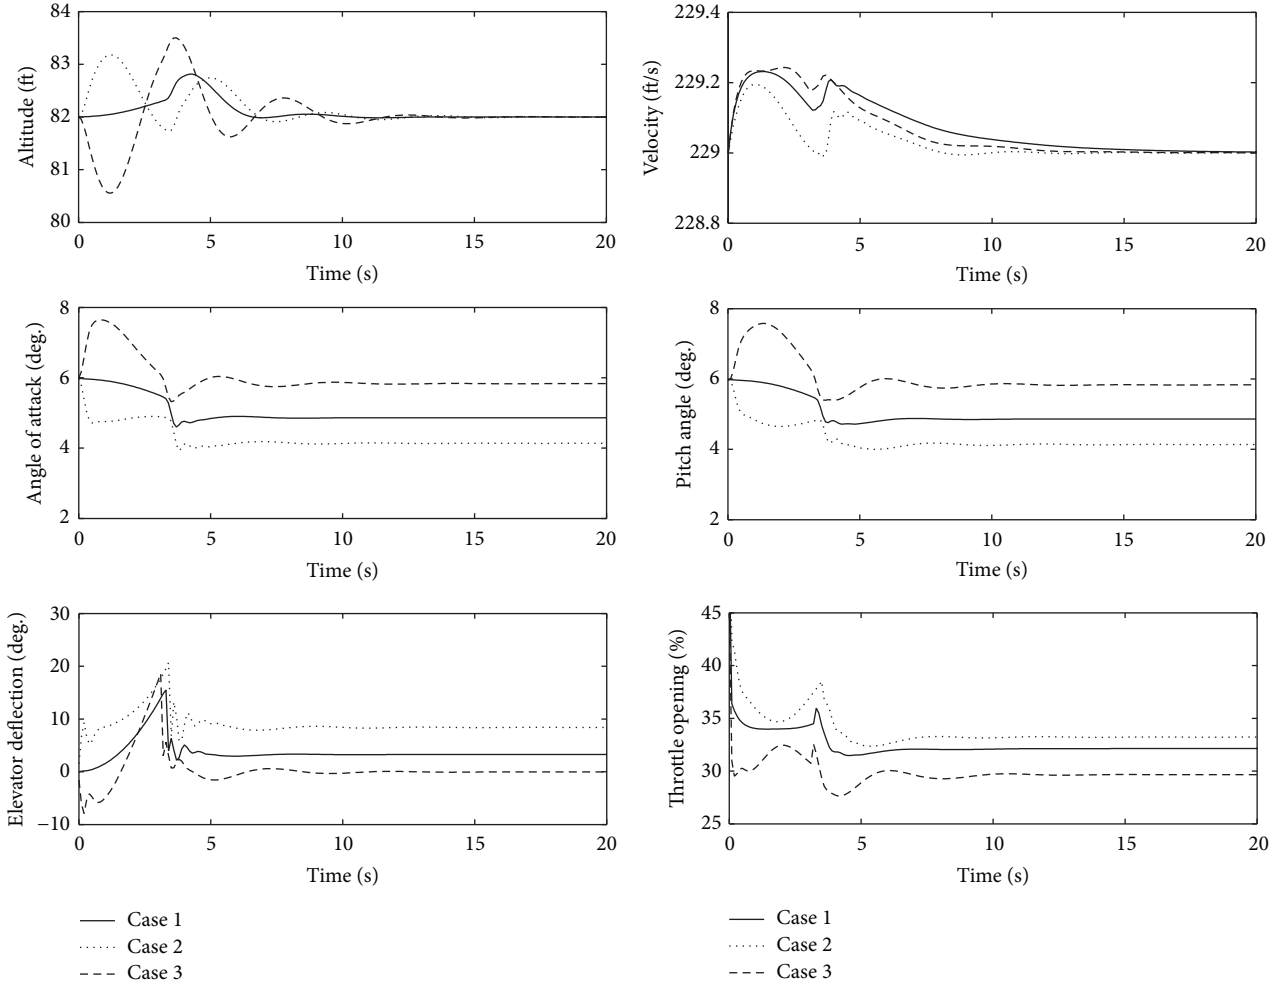 Altitude (ft)
84
83
82
81
80
0 5 10 15 20
Time (s)
Velocity (ft/s)
229.4
229.2
229
228.8
0 5 10 15 20
Time (s)
Angle of attack (deg.)
8
6
4
2
0 5 10 15 20
Time (s)
Pitch angle (deg.)
8
6
4
2
0 5 10 15 20
Time (s)
Elevator deflection (deg.)
30
20
10
0
−10
0 5 10 15 20
Time (s)
Case 1
Case 2
Case 3
Throttle opening (%)
45
40
35
30
25
0 5 10 15 20
Time (s)
Case 1
Case 2
Case 3